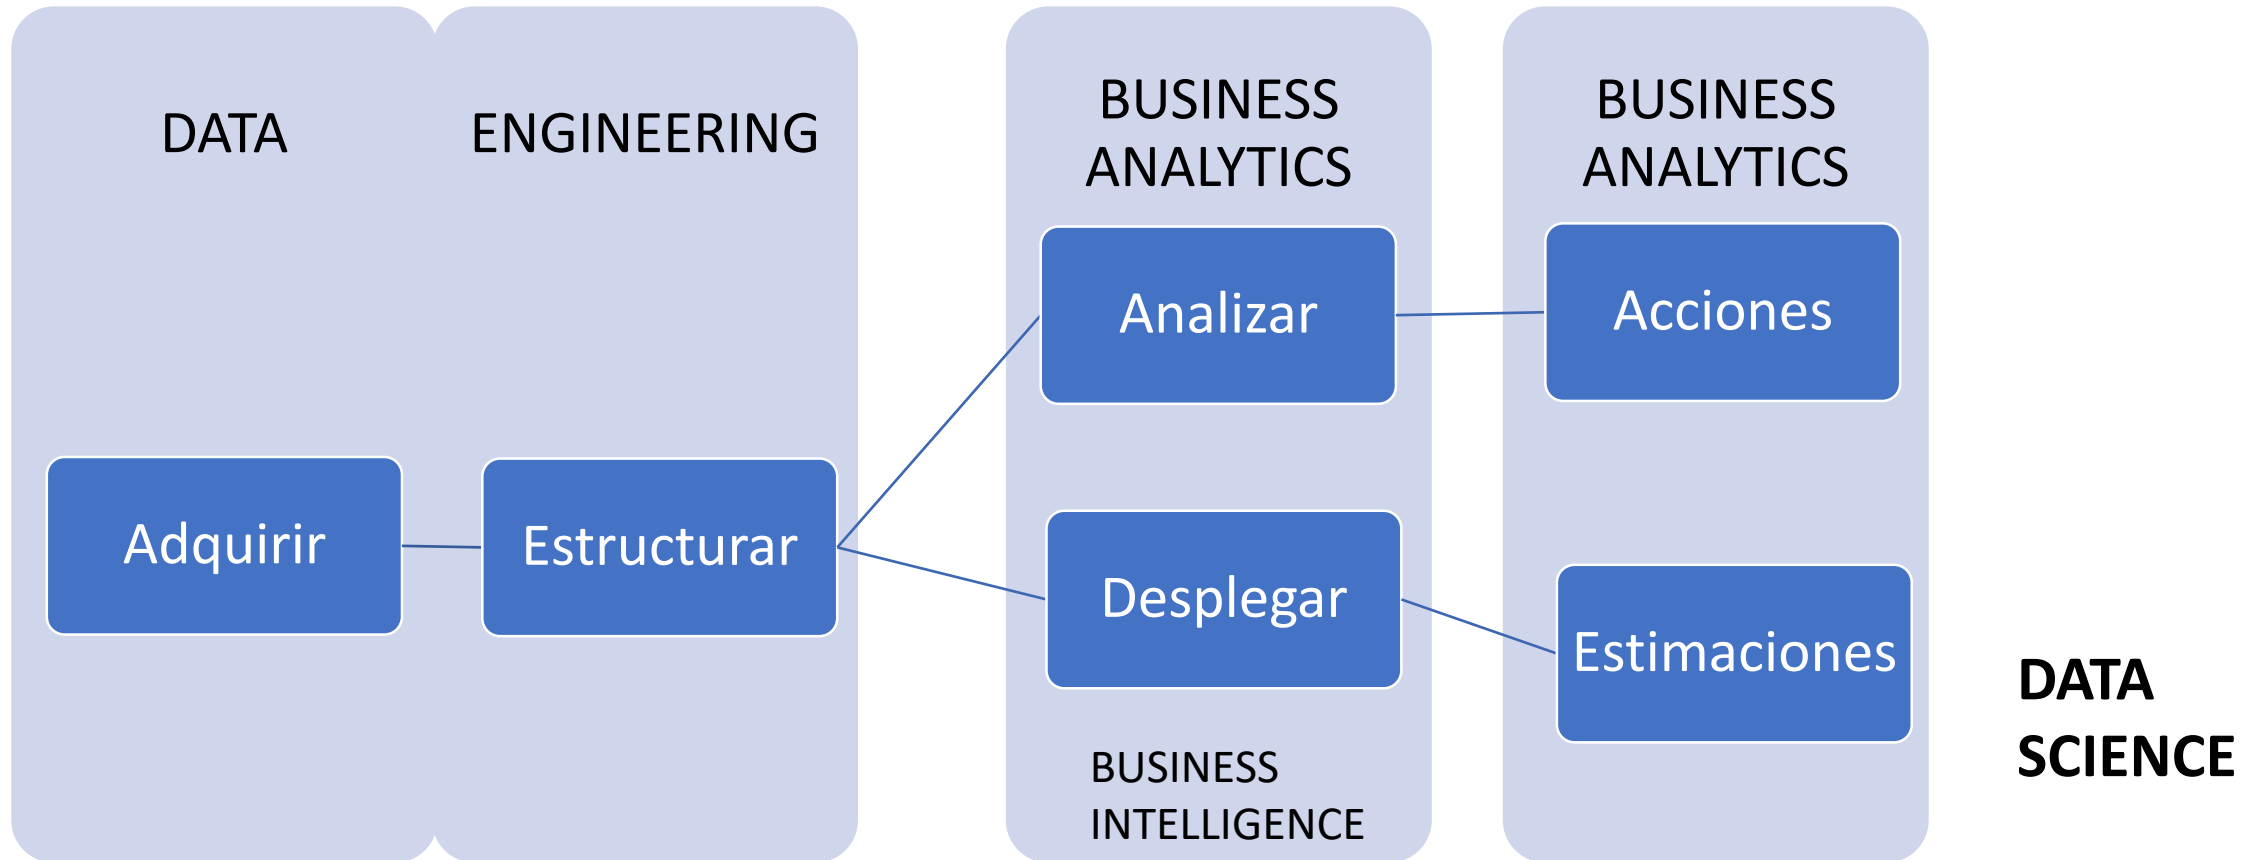 DATA
ENGINEERING
BUSINESS
ANALYTICS
BUSINESS
ANALYTICS
Analizar
Acciones
Adquirir
Estructurar
Desplegar
Estimaciones
BUSINESS
INTELLIGENCE
DATA
SCIENCE